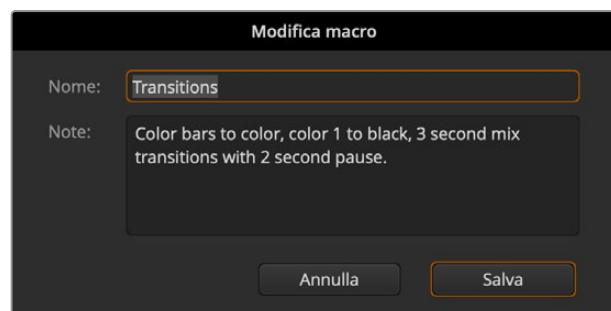 Modifica macro
Nome: Transitions
Note: Color bars to color, color 1 to black, 3 second mix
transitions with 2 second pause.
Annulla Salva